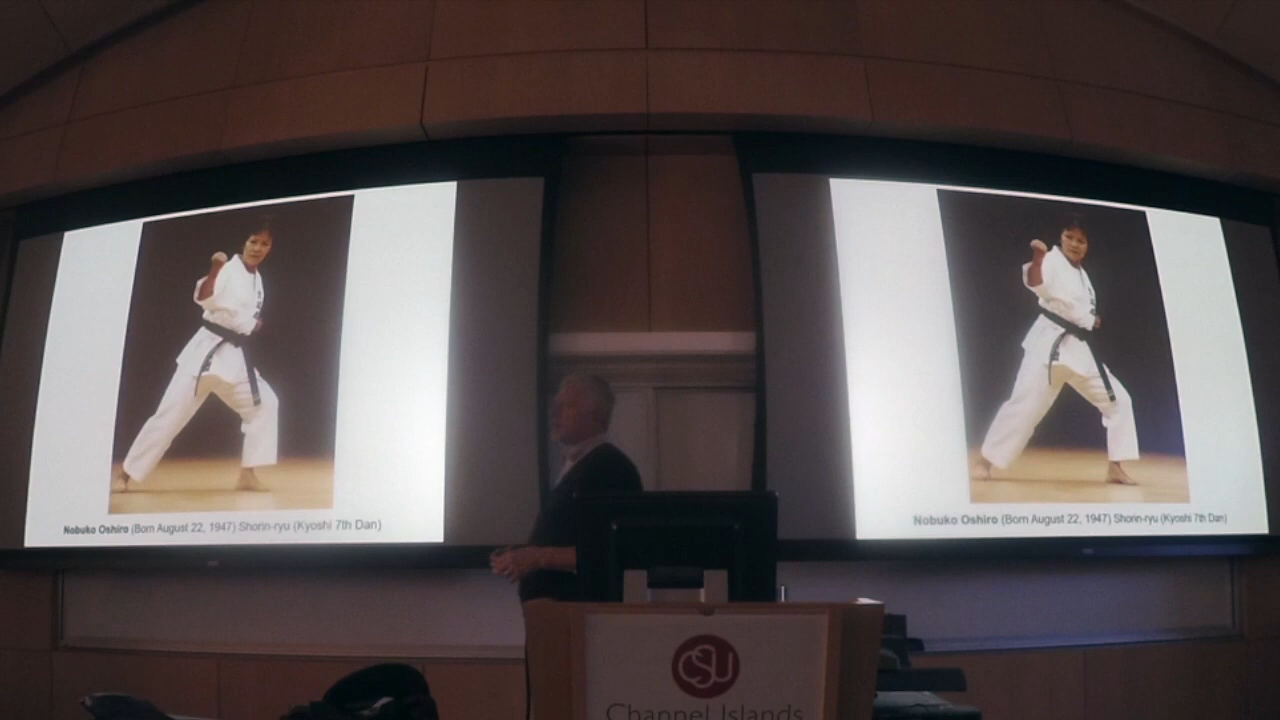 Nobuko Oshiro (Born August 22, 1947) Shorin-ryu (Kyoshi 7th Dan)
Nobuko Oshiro (Born August 22, 1947) Shorin-ryu (Kyoshi 7th Dan)
CSU
Channel Islands